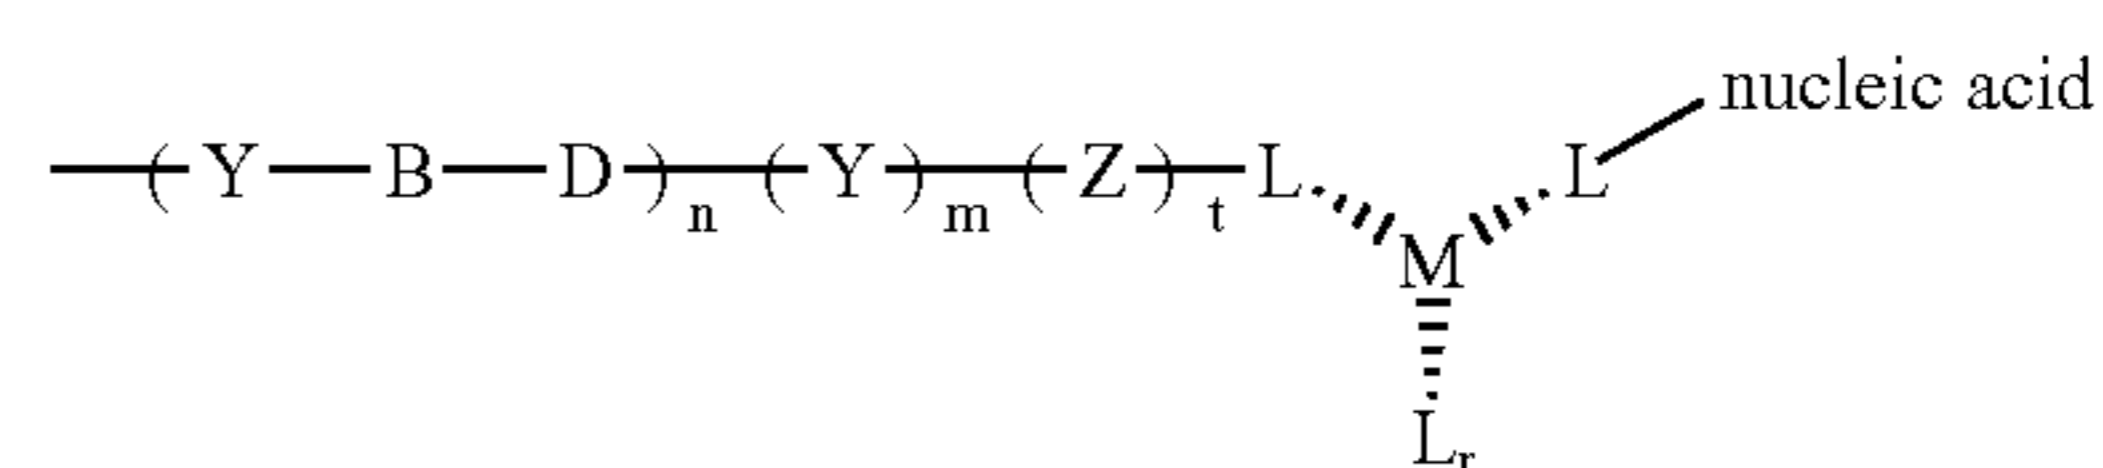 nucleic acid
—( Y — B — D )n—( Y )m—( Z )t—L M L
Lr